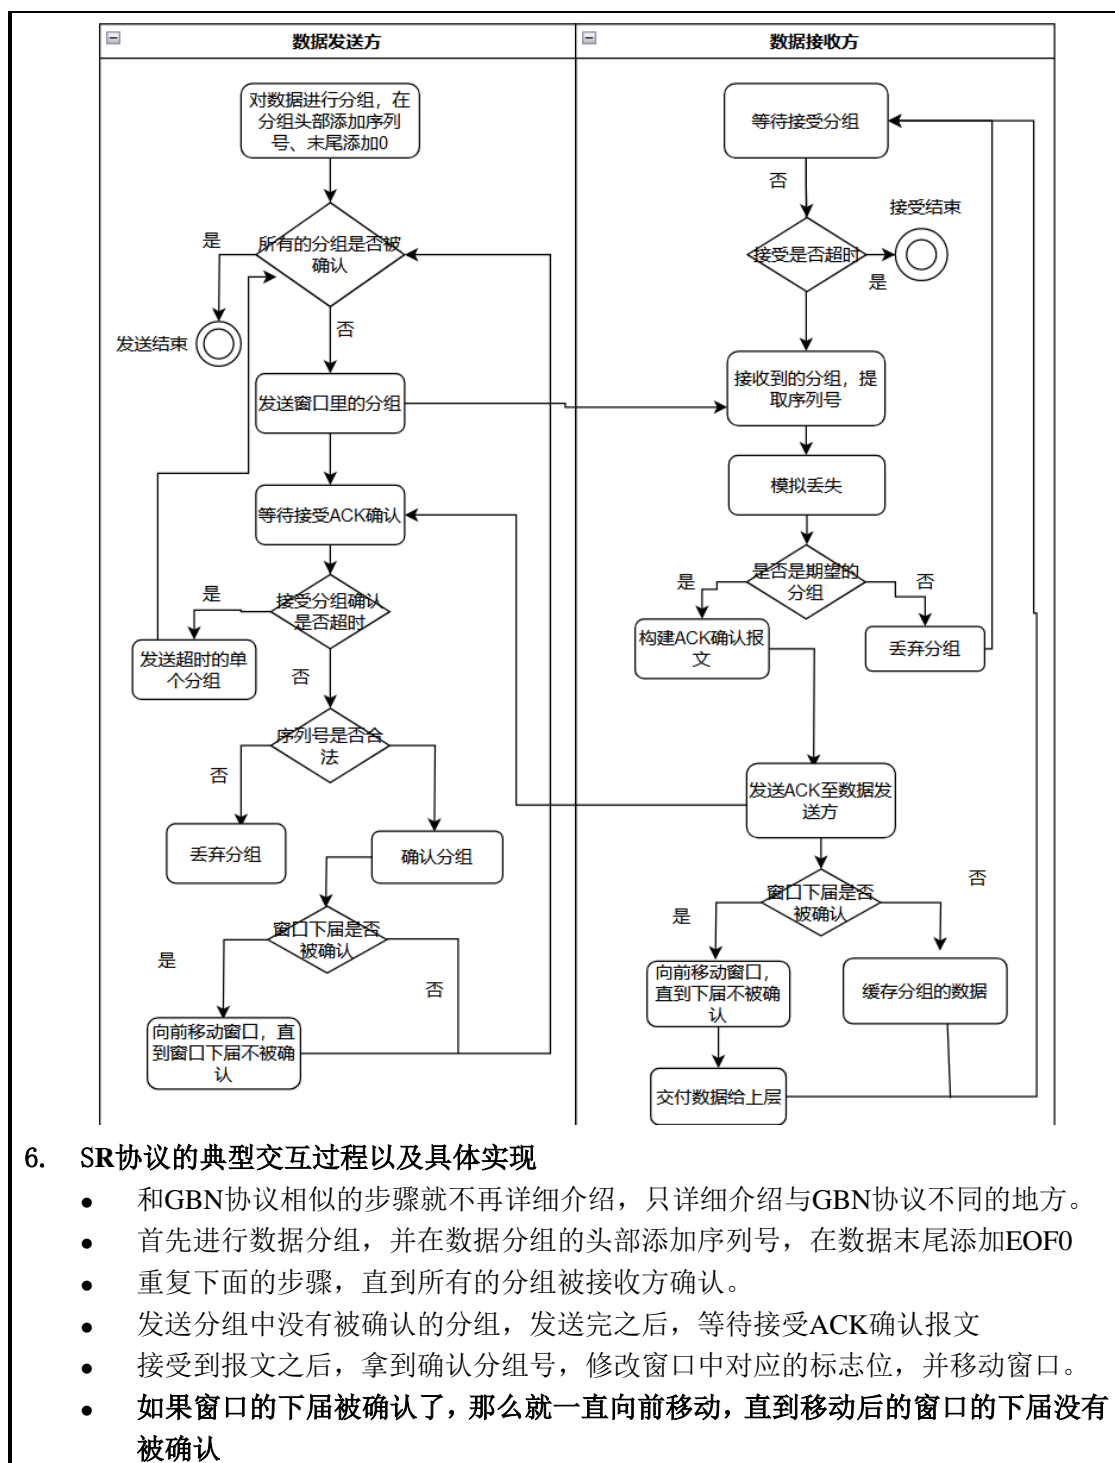 数据发送方
对数据进行分组，在
分组头部添加序列
号、末尾添加0
所有的分组是否被
确认
是
否
发送结束
发送窗口里的分组
等待接受ACK确认
接受分组确认
是否超时
是
发送超时的单
个分组
否
序列号是否合
法
否
丢弃分组
确认分组
窗口下届是否
被确认
是
否
向前移动窗口，直
到窗口下届不被确
认
数据接收方
等待接受分组
否
接受是否超时
是
接受结束
接收到的分组，提
取序列号
模拟丢失
是否是期望的
分组
是
否
构建ACK确认报
文
丢弃分组
发送ACK至数据发
送方
窗口下届是否
被确认
是
否
向前移动窗口，
直到下届不被确
认
缓存分组的数据
交付数据给上层
6. SR协议的典型交互过程以及具体实现
● 和GBN协议相似的步骤就不再详细介绍，只详细介绍与GBN协议不同的地方。
● 首先进行数据分组，并在数据分组的头部添加序列号，在数据末尾添加EOF0
● 重复下面的步骤，直到所有的分组被接收方确认。
● 发送分组中没有被确认的分组，发送完之后，等待接受ACK确认报文
● 接受到报文之后，拿到确认分组号，修改窗口中对应的标志位，并移动窗口。
● 如果窗口的下届被确认了，那么就一直向前移动，直到移动后的窗口的下届没有
被确认